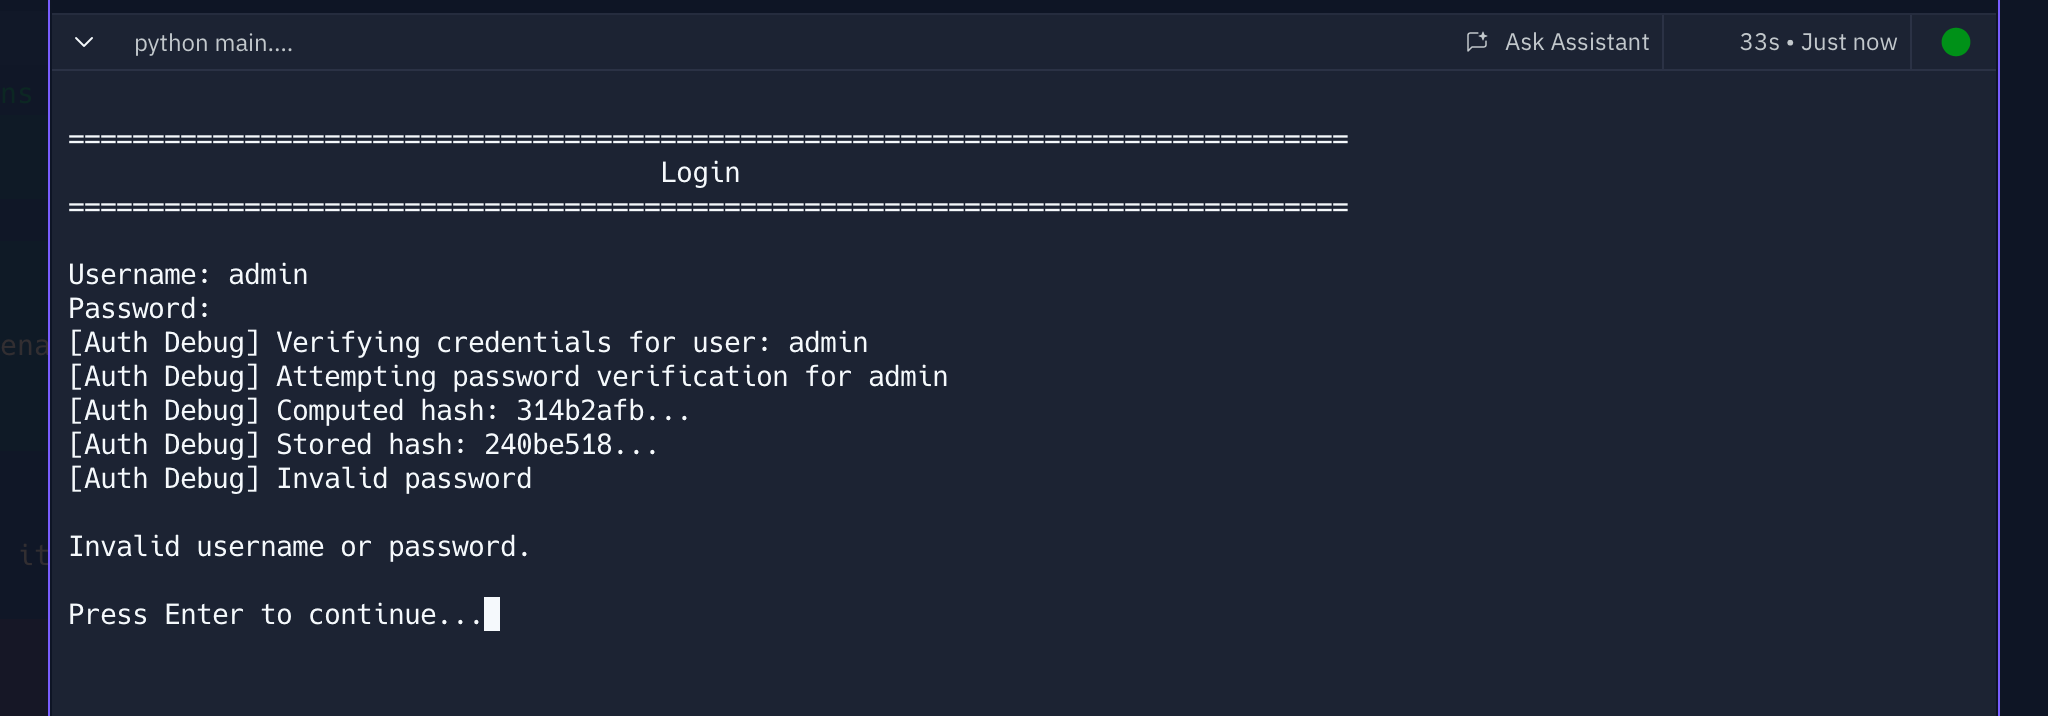 python main....
Ask Assistant
33s • Just now
ns
================================================================================
Login
================================================================================
Username: admin
Password:
[Auth Debug] Verifying credentials for user: admin
ena
[Auth Debug] Attempting password verification for admin
[Auth Debug] Computed hash: 314b2afb...
[Auth Debug] Stored hash: 240be518...
[Auth Debug] Invalid password
Invalid username or password.
it
Press Enter to continue...